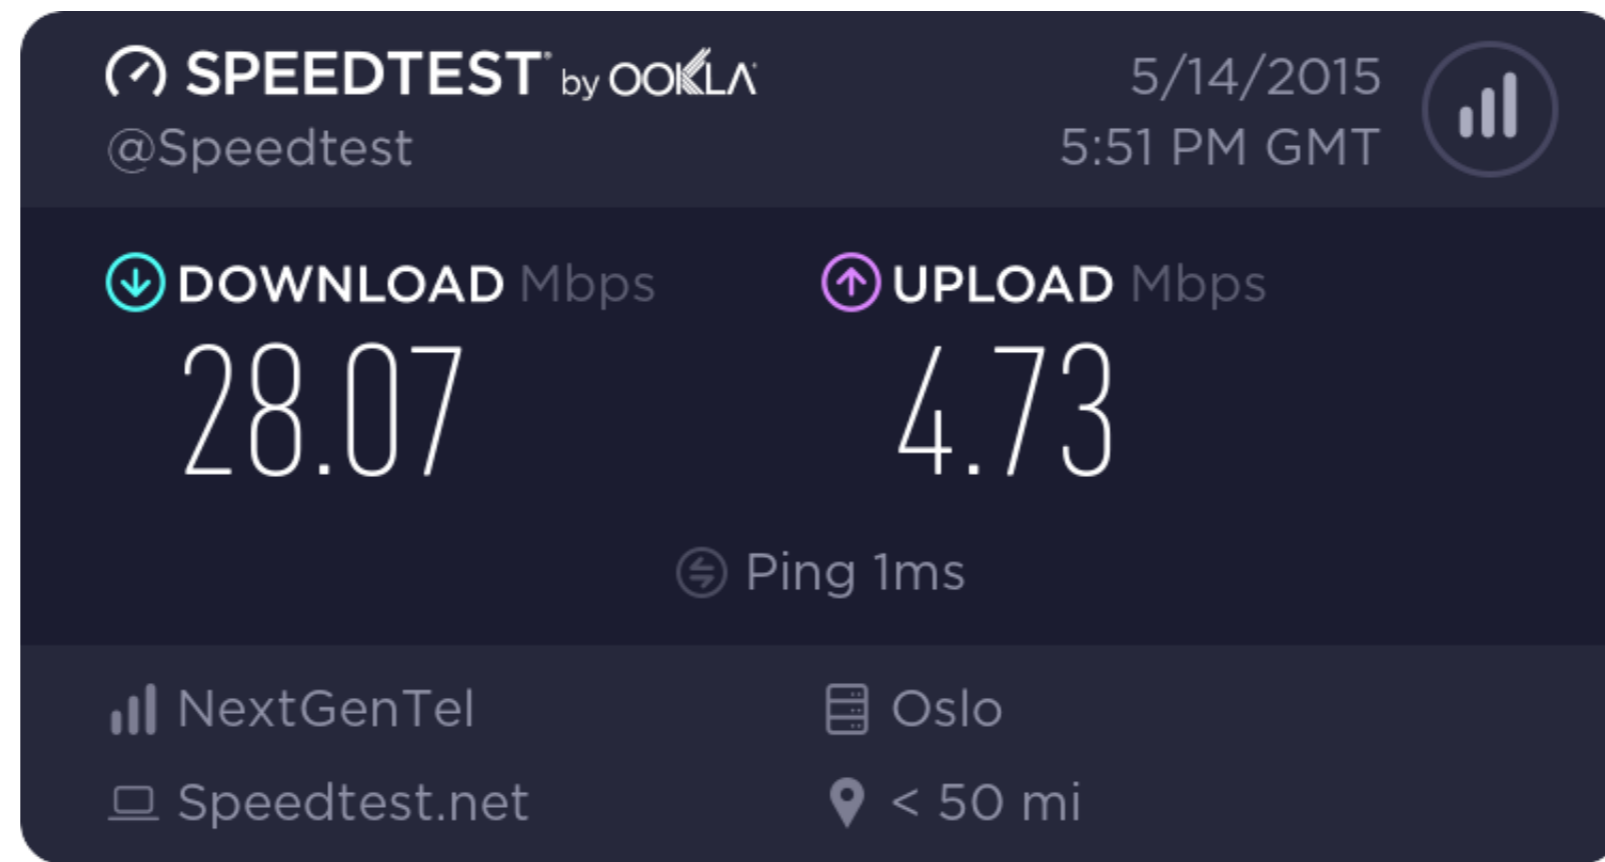 SPEEDTEST® by OOKLA®
@Speedtest
5/14/2015
5:51 PM GMT
DOWNLOAD Mbps
28.07
UPLOAD Mbps
4.73
Ping 1ms
NextGenTel
Oslo
Speedtest.net
< 50 mi